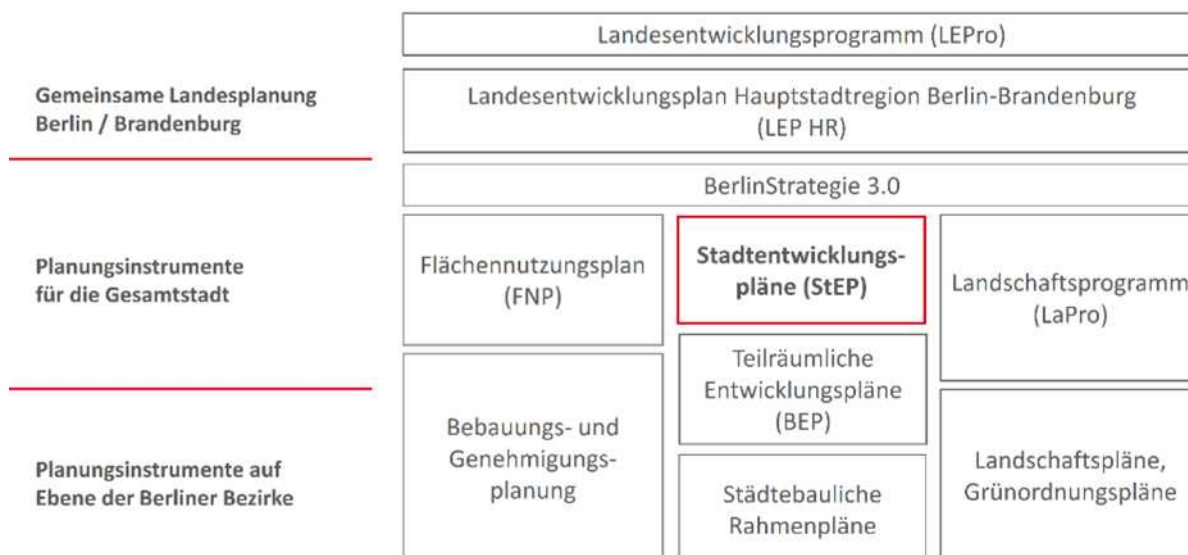 Landesentwicklungsprogramm (LEPro)
Gemeinsame Landesplanung
Berlin / Brandenburg
Landesentwicklungsplan Hauptstadtregion Berlin-Brandenburg
(LEP HR)
BerlinStrategie 3.0
Planungsinstrumente
für die Gesamtstadt
Flächennutzungsplan
(FNP)
Stadtentwicklungs-
pläne (StEP)
Landschaftsprogramm
(LaPro)
Teilräumliche
Entwicklungspläne
(BEP)
Planungsinstrumente auf
Ebene der Berliner Bezirke
Bebauungs- und
Genehmigungs-
planung
Städtebauliche
Rahmenpläne
Landschaftspläne,
Grünordnungspläne